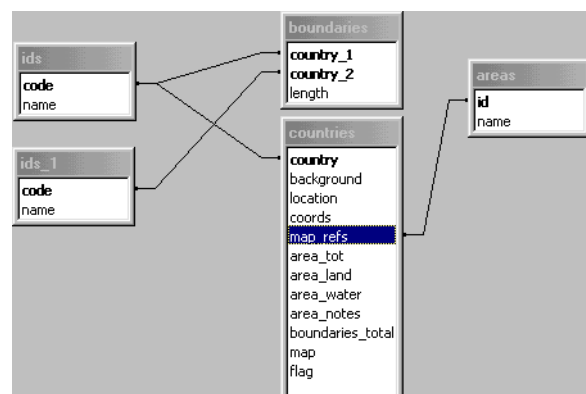 ids
code
name
ids_1
code
name
boundaries
country_1
country_2
length
countries
country
background
location
coords
map_refs
area_tot
area_land
area_water
area_notes
boundaries_total
map
flag
areas
id
name